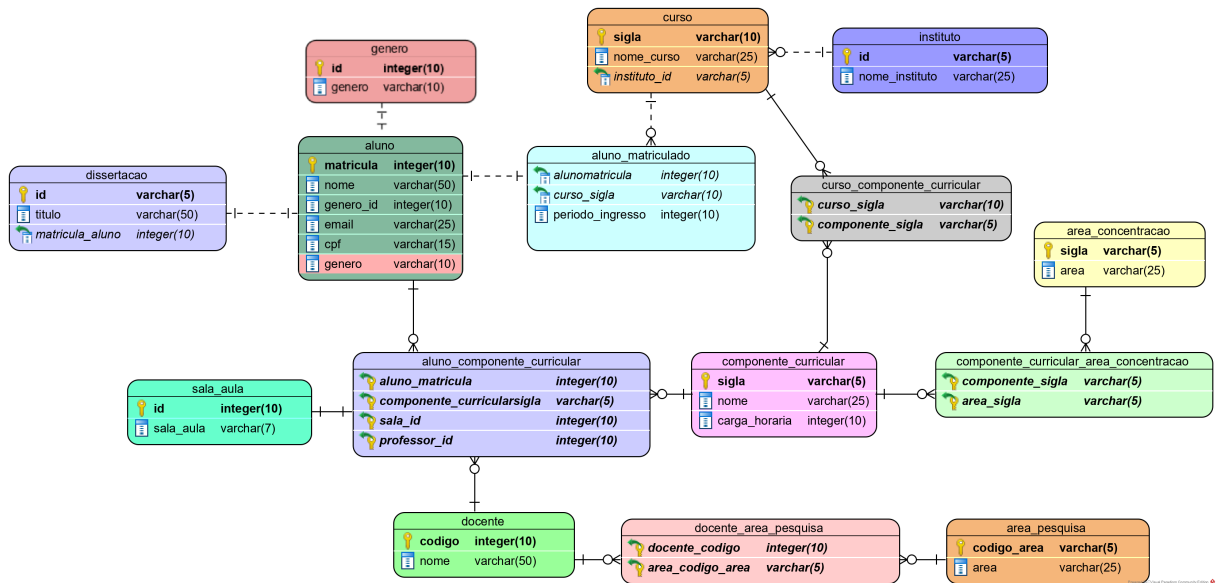 curso
sigla varchar(10)
nome_curso varchar(25)
instituto_id varchar(5)
instituto
id varchar(5)
nome_instituto varchar(25)
genero
id integer(10)
genero varchar(10)
aluno
matricula integer(10)
nome varchar(50)
genero_id integer(10)
email varchar(25)
cpf varchar(15)
genero varchar(10)
aluno_matriculado
alunomatricula integer(10)
curso_sigla varchar(10)
periodo_ingresso integer(10)
dissertacao
id varchar(5)
titulo varchar(50)
matricula_aluno integer(10)
curso_componente_curricular
curso_sigla varchar(10)
componente_sigla varchar(5)
area_concentracao
sigla varchar(5)
area varchar(25)
sala_aula
id integer(10)
sala_aula varchar(7)
aluno_componente_curricular
aluno_matricula integer(10)
componente_curricularsigla varchar(5)
sala_id integer(10)
professor_id integer(10)
componente_curricular
sigla varchar(5)
nome varchar(25)
carga_horaria integer(10)
componente_curricular_area_concentracao
componente_sigla varchar(5)
area_sigla varchar(5)
docente
codigo integer(10)
nome varchar(50)
docente_area_pesquisa
docente_codigo integer(10)
area_codigo_area varchar(5)
area_pesquisa
codigo_area varchar(5)
area varchar(25)